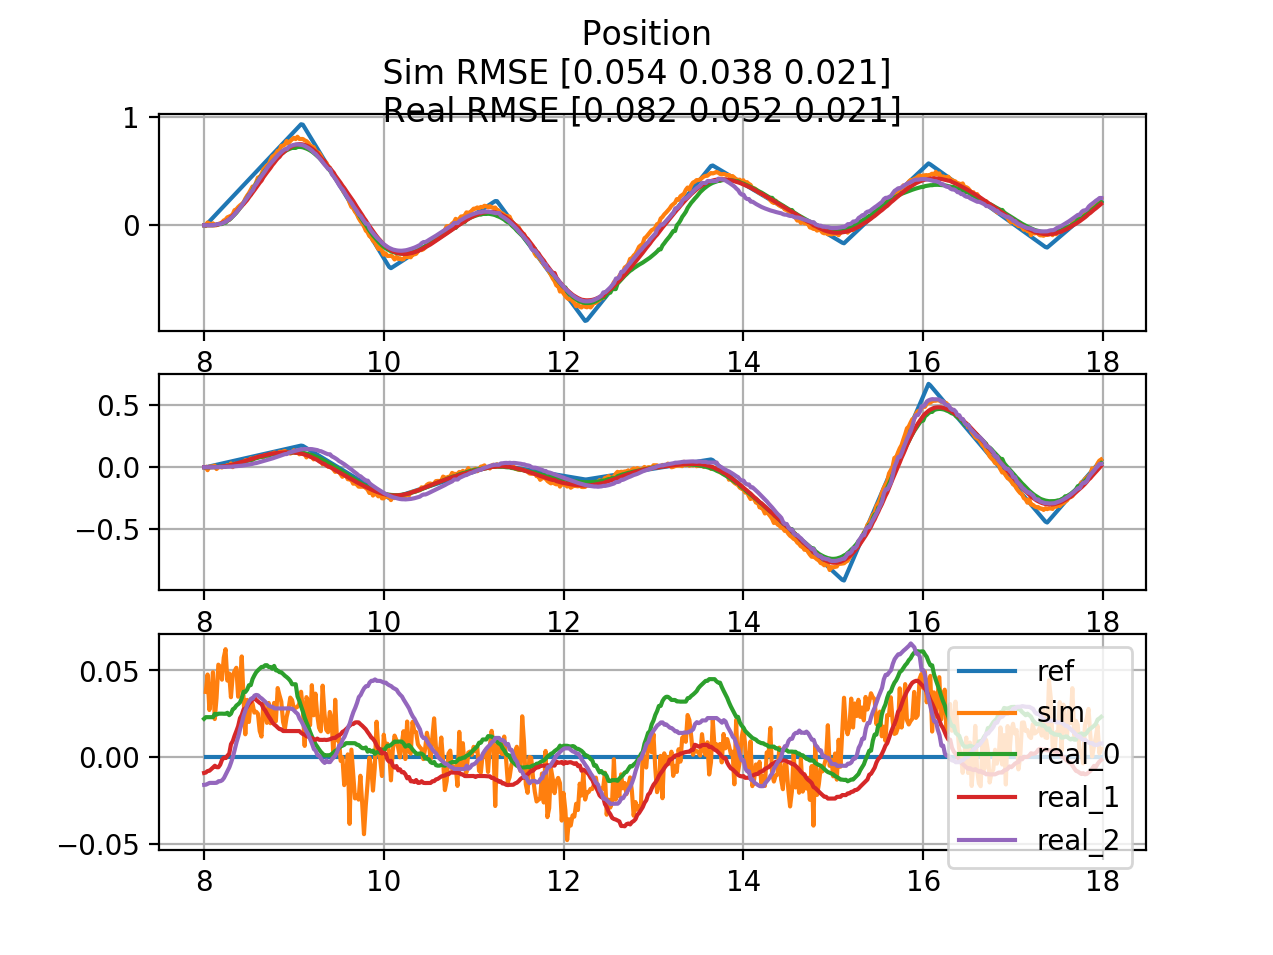 Position
Sim RMSE [0.054 0.038 0.021]
Real RMSE [0.082 0.052 0.021]
1
0
8 10 12 14 16 18
0.5
0.0
−0.5
8 10 12 14 16 18
0.05
0.00
−0.05
8 10 12 14 16 18
ref
sim
real_0
real_1
real_2